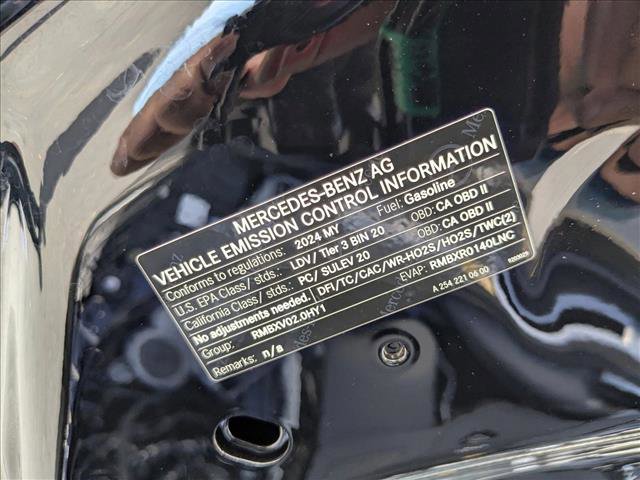 MERCEDES-BENZ AG
VEHICLE EMISSION CONTROL INFORMATION
Conforms to regulations: 2024 MY Fuel: Gasoline
U.S. EPA Class/ stds.: LDV/ Tier 3 BIN 20 OBD: CA OBD II
California Class/ stds.: PC/ SULEV 20 OBD: CA OBD II
No adjustments needed. DFI/TC/CAC/WR-HO2S/HO2S/TWC(2)
Group: RMBXV02.0HY1 EVAP: RMBXR0140LNC
Remarks: n/a A 254 221 06 00